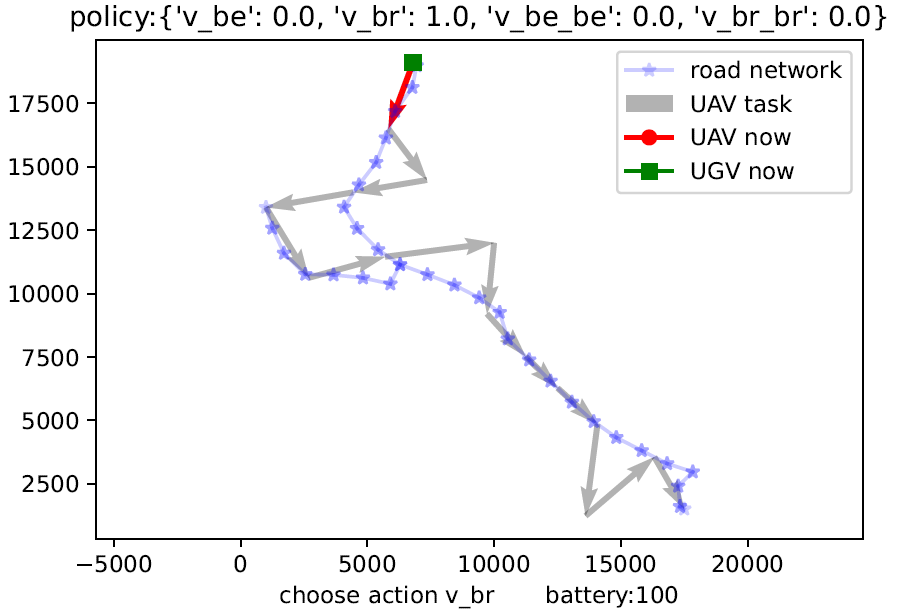 policy:{'v_be': 0.0, 'v_br': 1.0, 'v_be_be': 0.0, 'v_br_br': 0.0}
road network
UAV task
UAV now
UGV now
17500
15000
12500
10000
7500
5000
2500
−5000 0 5000 10000 15000 20000
choose action v_br battery:100